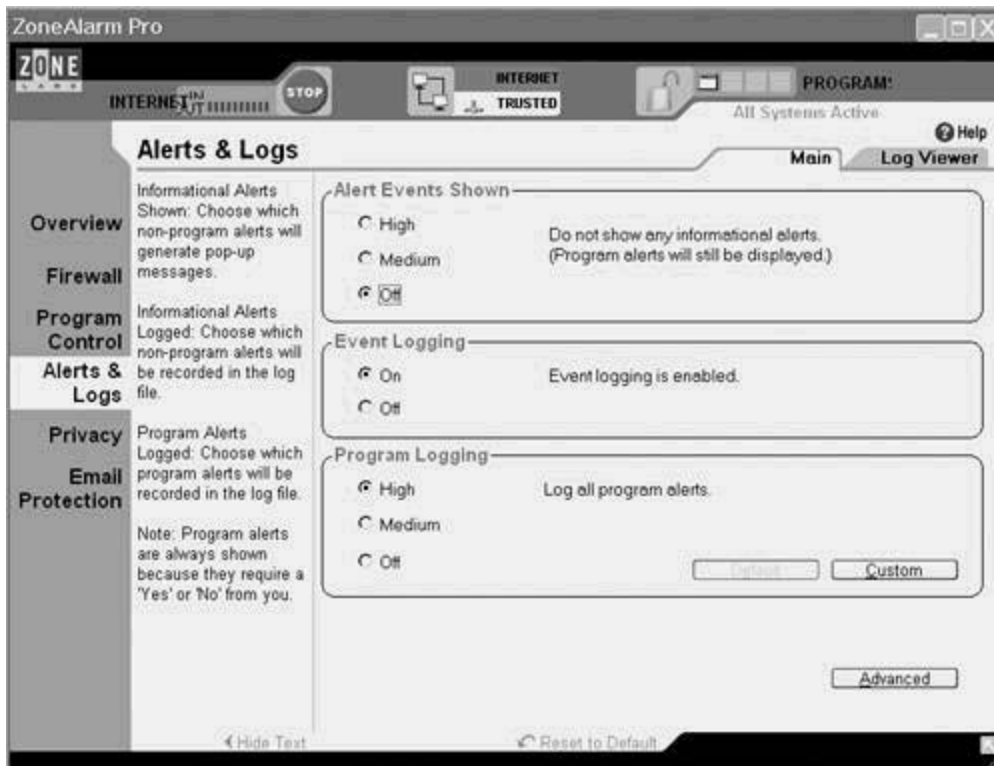 ZoneAlarm Pro
ZONE
LABS
INTERNET IN
OUT
STOP
INTERNET
TRUSTED
PROGRAMS
All Systems Active
Help
Alerts & Logs
Main
Log Viewer
Overview
Firewall
Program
Control
Alerts &
Logs
Privacy
Email
Protection
Informational Alerts
Shown: Choose which
non-program alerts will
generate pop-up
messages.
Informational Alerts
Logged: Choose which
non-program alerts will
be recorded in the log
file.
Program Alerts
Logged: Choose which
program alerts will be
recorded in the log file.
Note: Program alerts
are always shown
because they require a
'Yes' or 'No' from you.
Alert Events Shown
High
Medium
Off
Do not show any informational alerts.
(Program alerts will still be displayed.)
Event Logging
On
Off
Event logging is enabled.
Program Logging
High
Medium
Off
Log all program alerts.
Default
Custom
Advanced
Hide Text
Reset to Default